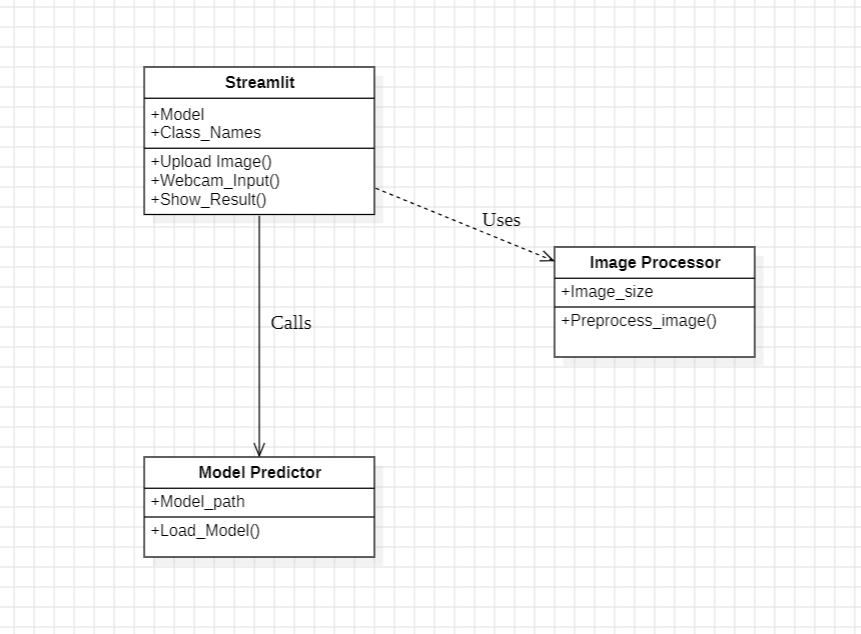 Streamlit
+Model
+Class_Names
+Upload Image()
+Webcam_Input()
+Show_Result()
Uses
Image Processor
+Image_size
+Preprocess_image()
Calls
Model Predictor
+Model_path
+Load_Model()